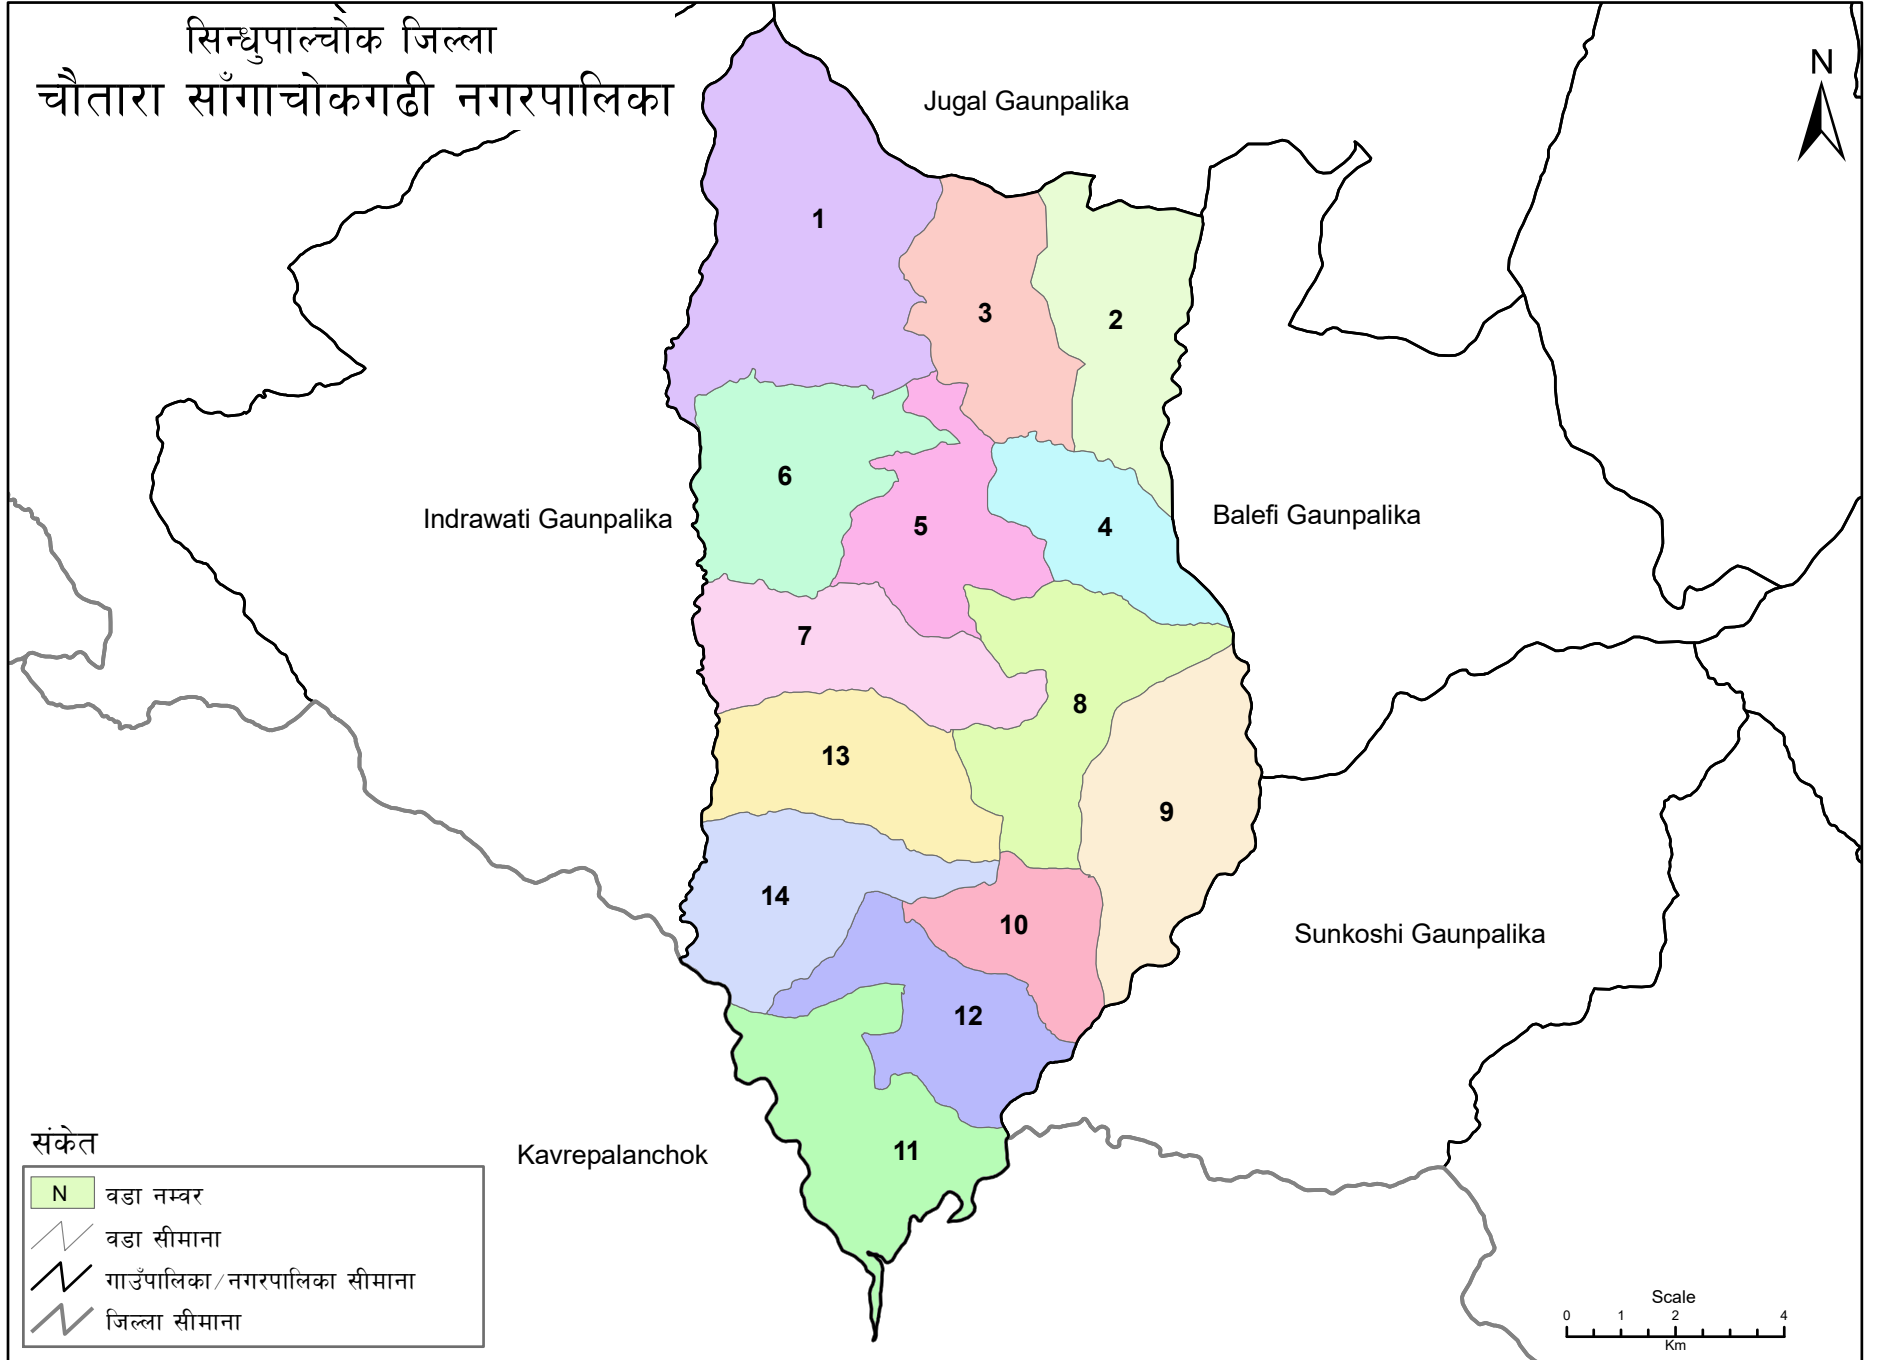 सिन्धुपाल्चोक जिल्ला
चौतारा साँगाचोकगढी नगरपालिका
N
Jugal Gaunpalika
1
3
2
6
5
4
Indrawati Gaunpalika
Balefi Gaunpalika
7
8
13
9
14
10
Sunkoshi Gaunpalika
12
11
Kavrepalanchok
संकेत
N वडा नम्वर
वडा सीमाना
गाउँपालिका/नगरपालिका सीमाना
जिल्ला सीमाना
Scale
0 1 2 4
Km